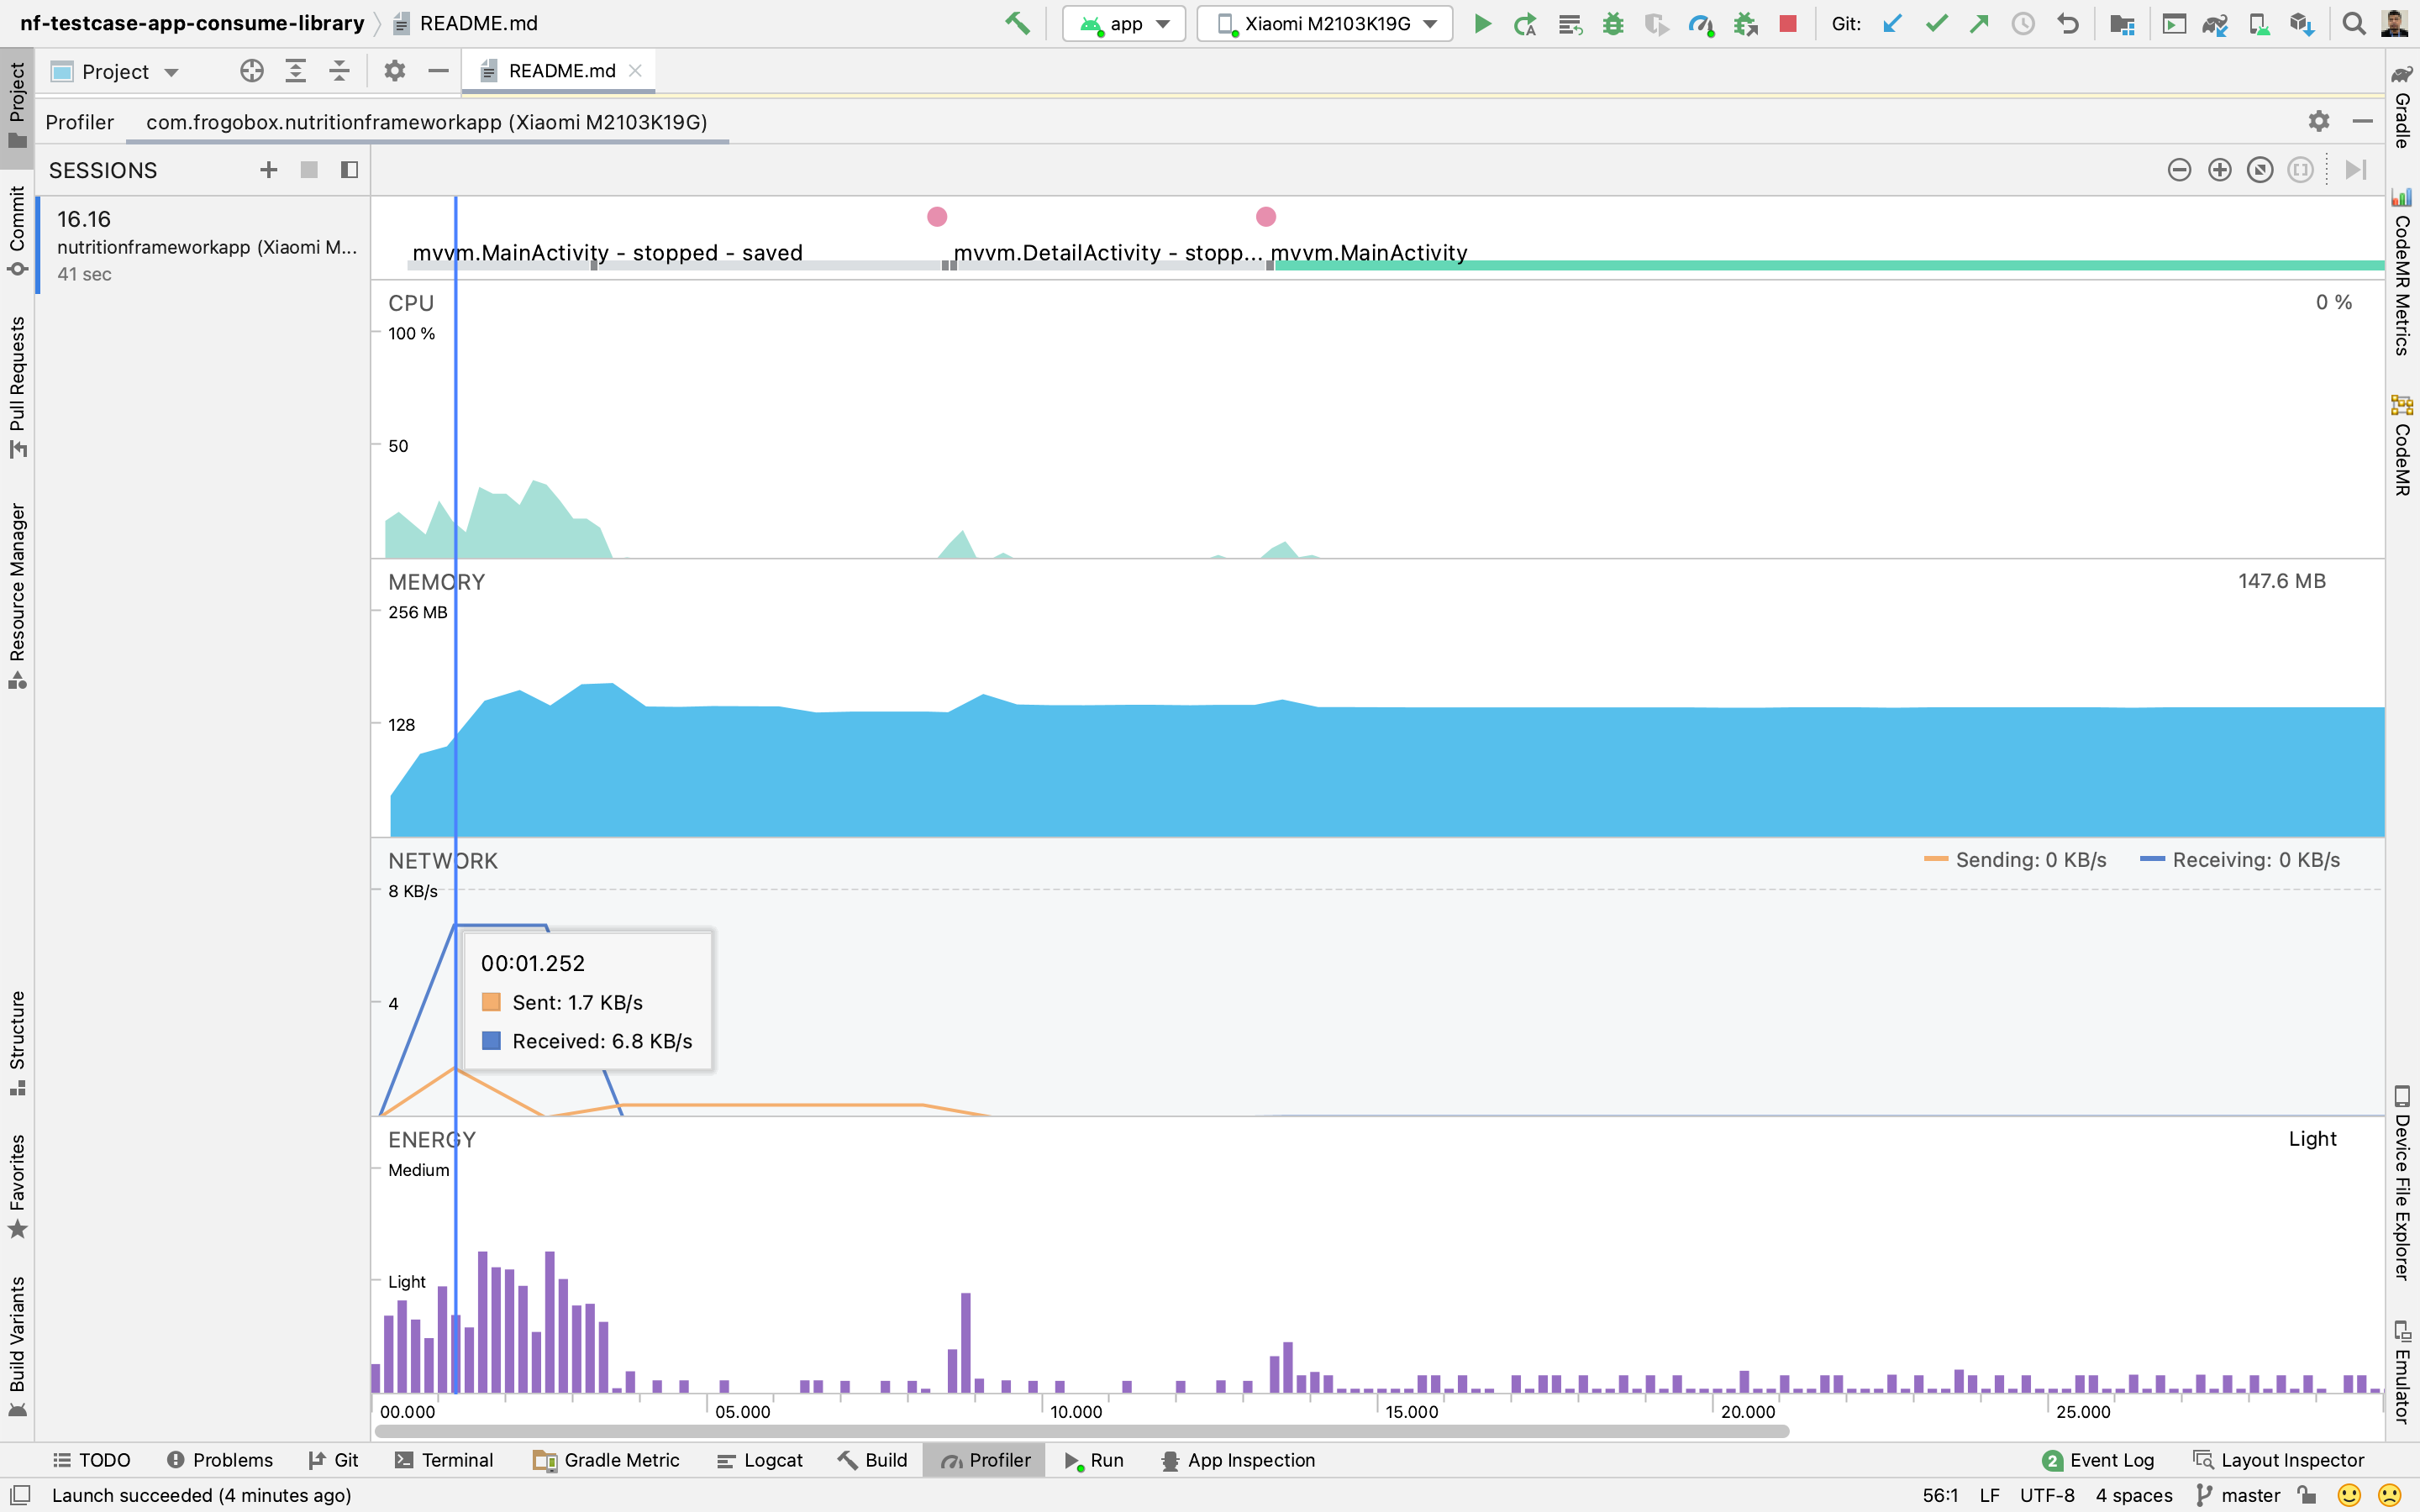 nf-testcase-app-consume-library README.md
app Xiaomi M2103K19G Git:
Project README.md
Profiler com.frogobox.nutritionframeworkapp (Xiaomi M2103K19G)
SESSIONS
16.16
nutritionframeworkapp (Xiaomi M...
41 sec
mvvm.MainActivity - stopped - saved mvvm.DetailActivity - stopp... mvvm.MainActivity
CPU 0 %
100 %
50
MEMORY 147.6 MB
256 MB
128
NETWORK Sending: 0 KB/s Receiving: 0 KB/s
8 KB/s
4
00:01.252
Sent: 1.7 KB/s
Received: 6.8 KB/s
ENERGY Light
Medium
Light
00.000 05.000 10.000 15.000 20.000 25.000
Project
Commit
Pull Requests
Resource Manager
Structure
Favorites
Build Variants
Gradle
CodeMR Metrics
CodeMR
Device File Explorer
Emulator
TODO Problems Git Terminal Gradle Metric Logcat Build Profiler Run App Inspection 2 Event Log Layout Inspector
Launch succeeded (4 minutes ago) 56:1 LF UTF-8 4 spaces master